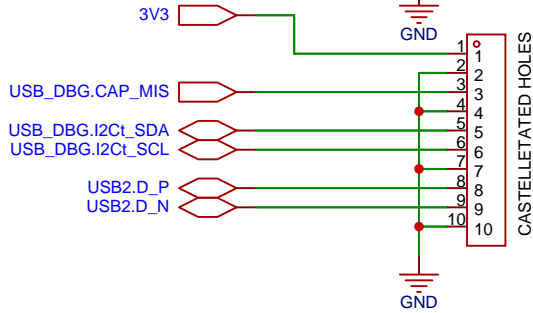 3V3
GND
1 1
2 2
USB_DBG.CAP_MIS 3 3
4 4
USB_DBG.I2Ct_SDA 5 5
USB_DBG.I2Ct_SCL 6 6
7 7
USB2.D_P 8 8
USB2.D_N 9 9
10 10
CASTELLETATED HOLES
GND